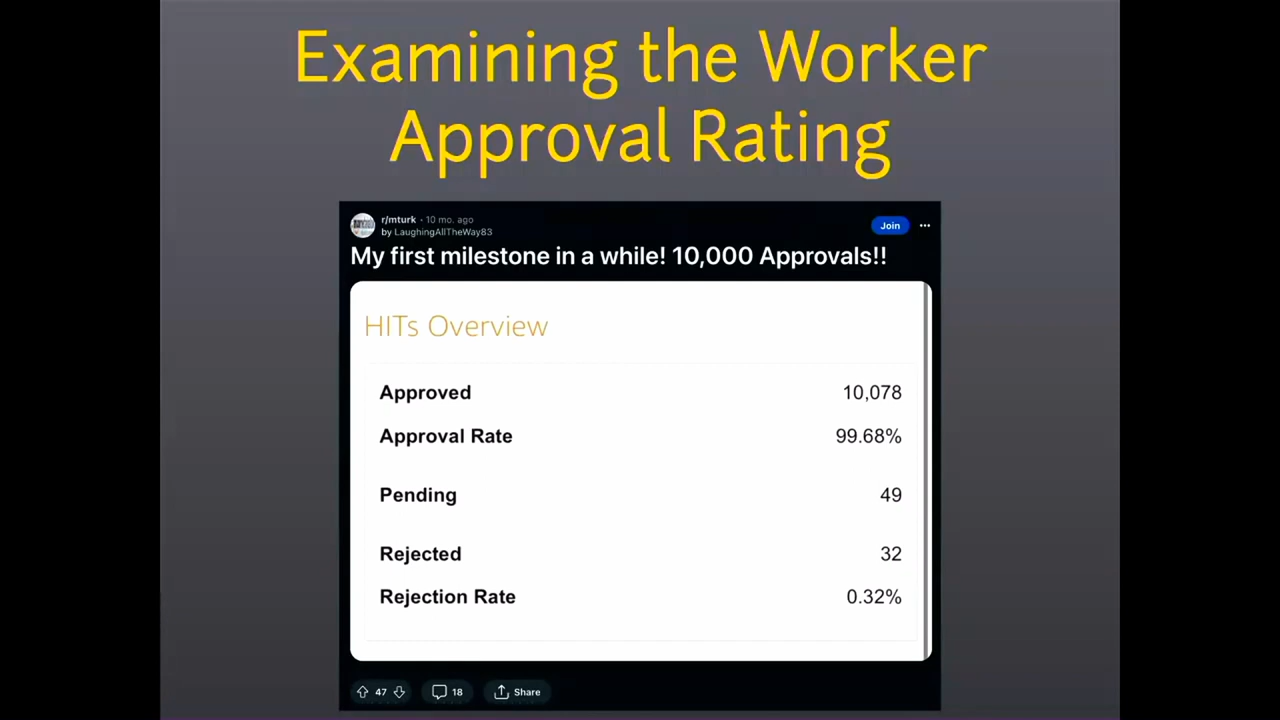 Examining the Worker
Approval Rating
r/mturk · 10 mo. ago
by LaughingAllTheWay83
Join
My first milestone in a while! 10,000 Approvals!!
HITs Overview
Approved 10,078
Approval Rate 99.68%
Pending 49
Rejected 32
Rejection Rate 0.32%
47 18 Share